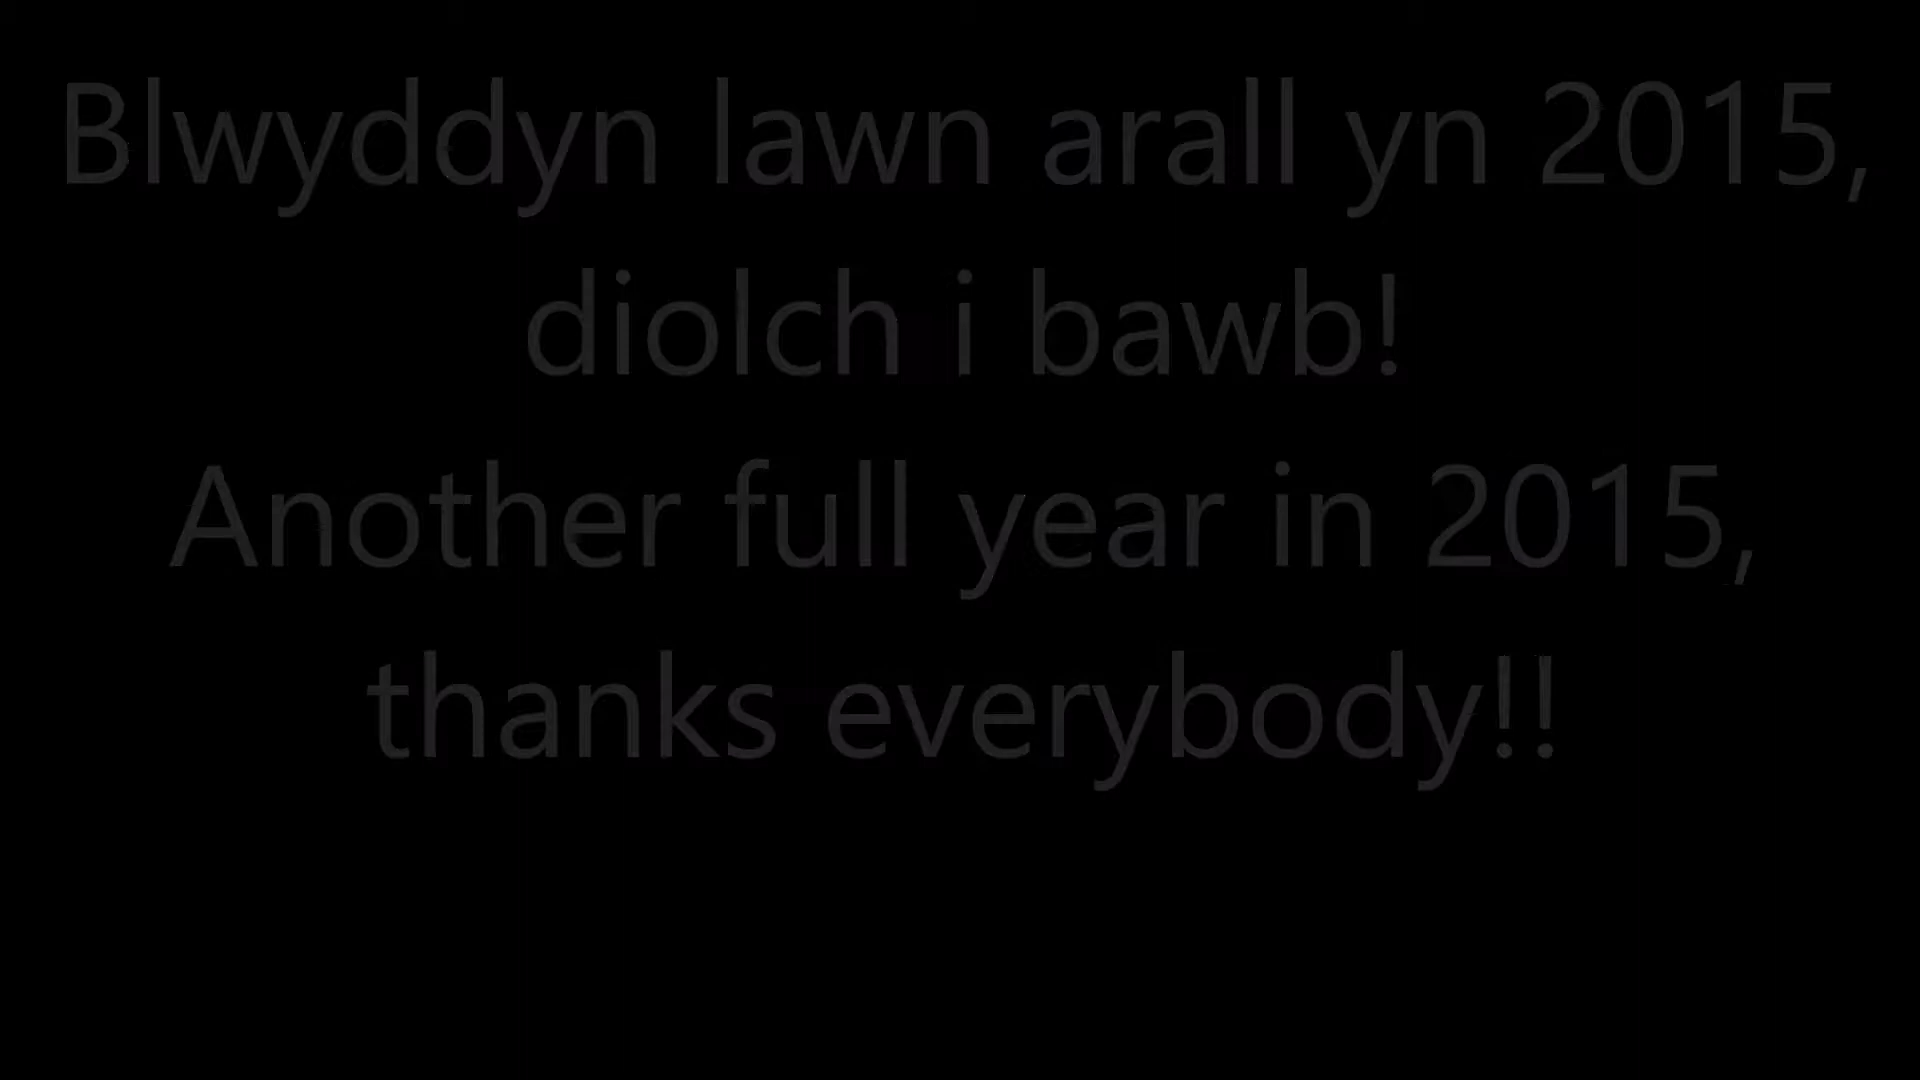 Blwyddyn lawn arall yn 2015,
diolch i bawb!
Another full year in 2015,
thanks everybody!!